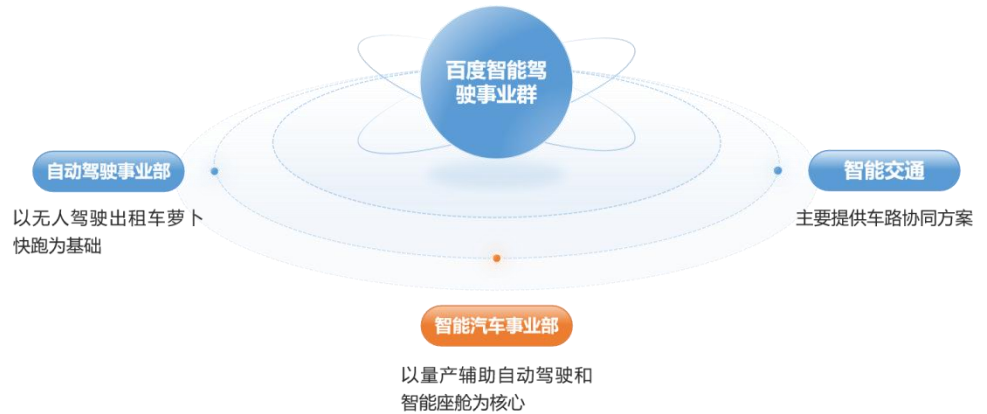 百度智能驾
驶事业群
自动驾驶事业部
以无人驾驶出租车萝卜
快跑为基础
智能交通
主要提供车路协同方案
智能汽车事业部
以量产辅助自动驾驶和
智能座舱为核心